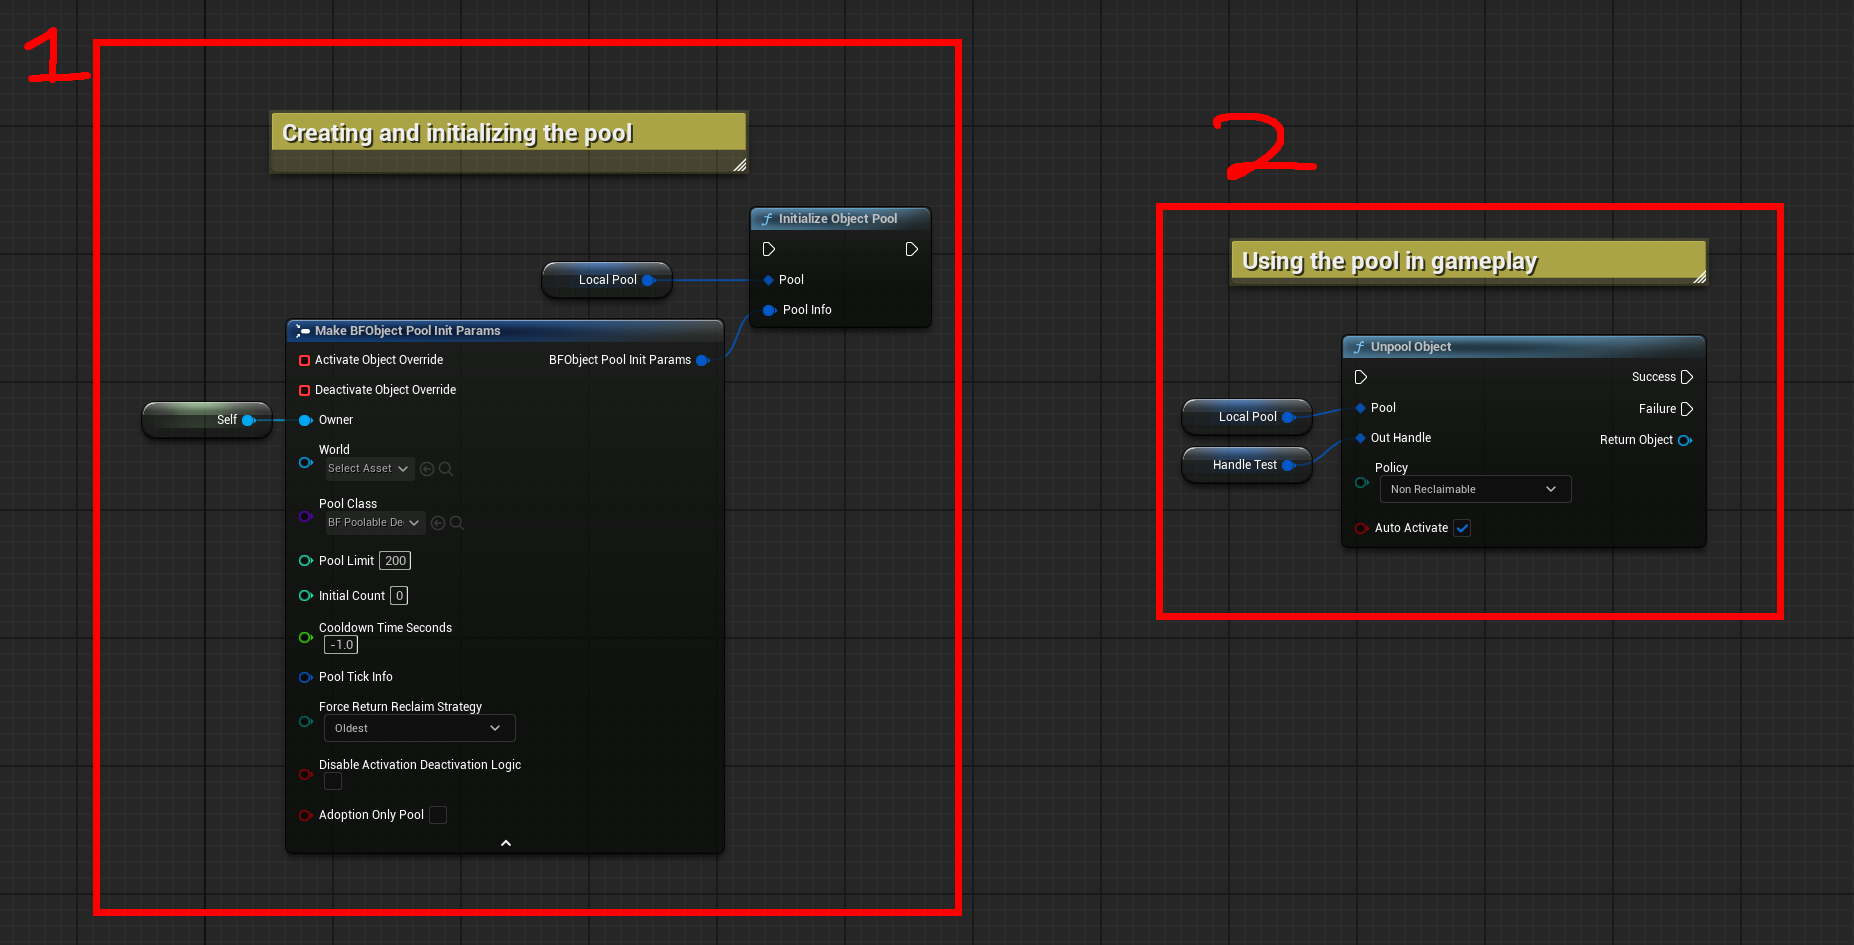 1
Creating and initializing the pool
Initialize Object Pool
Local Pool
Pool
Pool Info
Make BFObject Pool Init Params
Activate Object Override
BFObject Pool Init Params
Deactivate Object Override
Self
Owner
World
Select Asset
Pool Class
BF Poolable De
Pool Limit 200
Initial Count 0
Cooldown Time Seconds
-1.0
Pool Tick Info
Force Return Reclaim Strategy
Oldest
Disable Activation Deactivation Logic
Adoption Only Pool
2
Using the pool in gameplay
Unpool Object
Success
Local Pool
Pool
Failure
Handle Test
Out Handle
Return Object
Policy
Non Reclaimable
Auto Activate